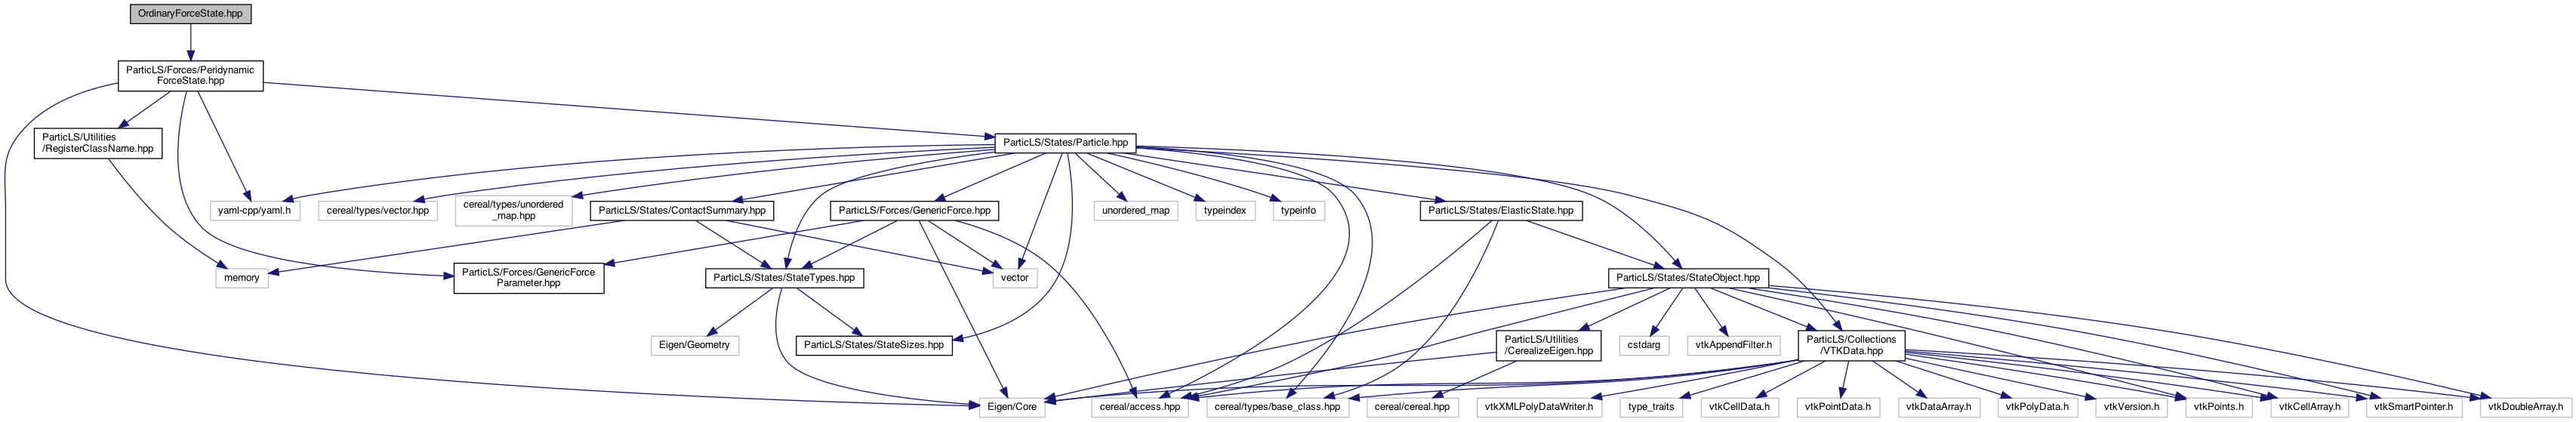 OrdinaryForceState.hpp
ParticLS/Forces/Peridynamic
ForceState.hpp
ParticLS/Utilities
/RegisterClassName.hpp
ParticLS/States/Particle.hpp
yaml-cpp/yaml.h
cereal/types/vector.hpp
cereal/types/unordered
_map.hpp
ParticLS/States/ContactSummary.hpp
ParticLS/Forces/GenericForce.hpp
unordered_map
typeindex
typeinfo
ParticLS/States/ElasticState.hpp
memory
ParticLS/Forces/GenericForce
Parameter.hpp
ParticLS/States/StateTypes.hpp
vector
ParticLS/States/StateObject.hpp
Eigen/Geometry
ParticLS/States/StateSizes.hpp
ParticLS/Utilities
/CerealizeEigen.hpp
cstdarg
vtkAppendFilter.h
ParticLS/Collections
/VTKData.hpp
Eigen/Core
cereal/access.hpp
cereal/types/base_class.hpp
cereal/cereal.hpp
vtkXMLPolyDataWriter.h
type_traits
vtkCellData.h
vtkPointData.h
vtkDataArray.h
vtkPolyData.h
vtkVersion.h
vtkPoints.h
vtkCellArray.h
vtkSmartPointer.h
vtkDoubleArray.h